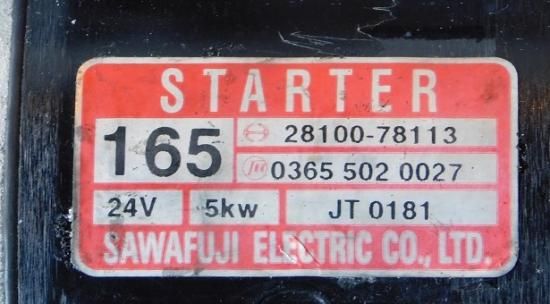 STARTER
165
28100-78113
0365 502 0027
24V 5kw JT 0181
SAWAFUJI ELECTRIC CO., LTD.